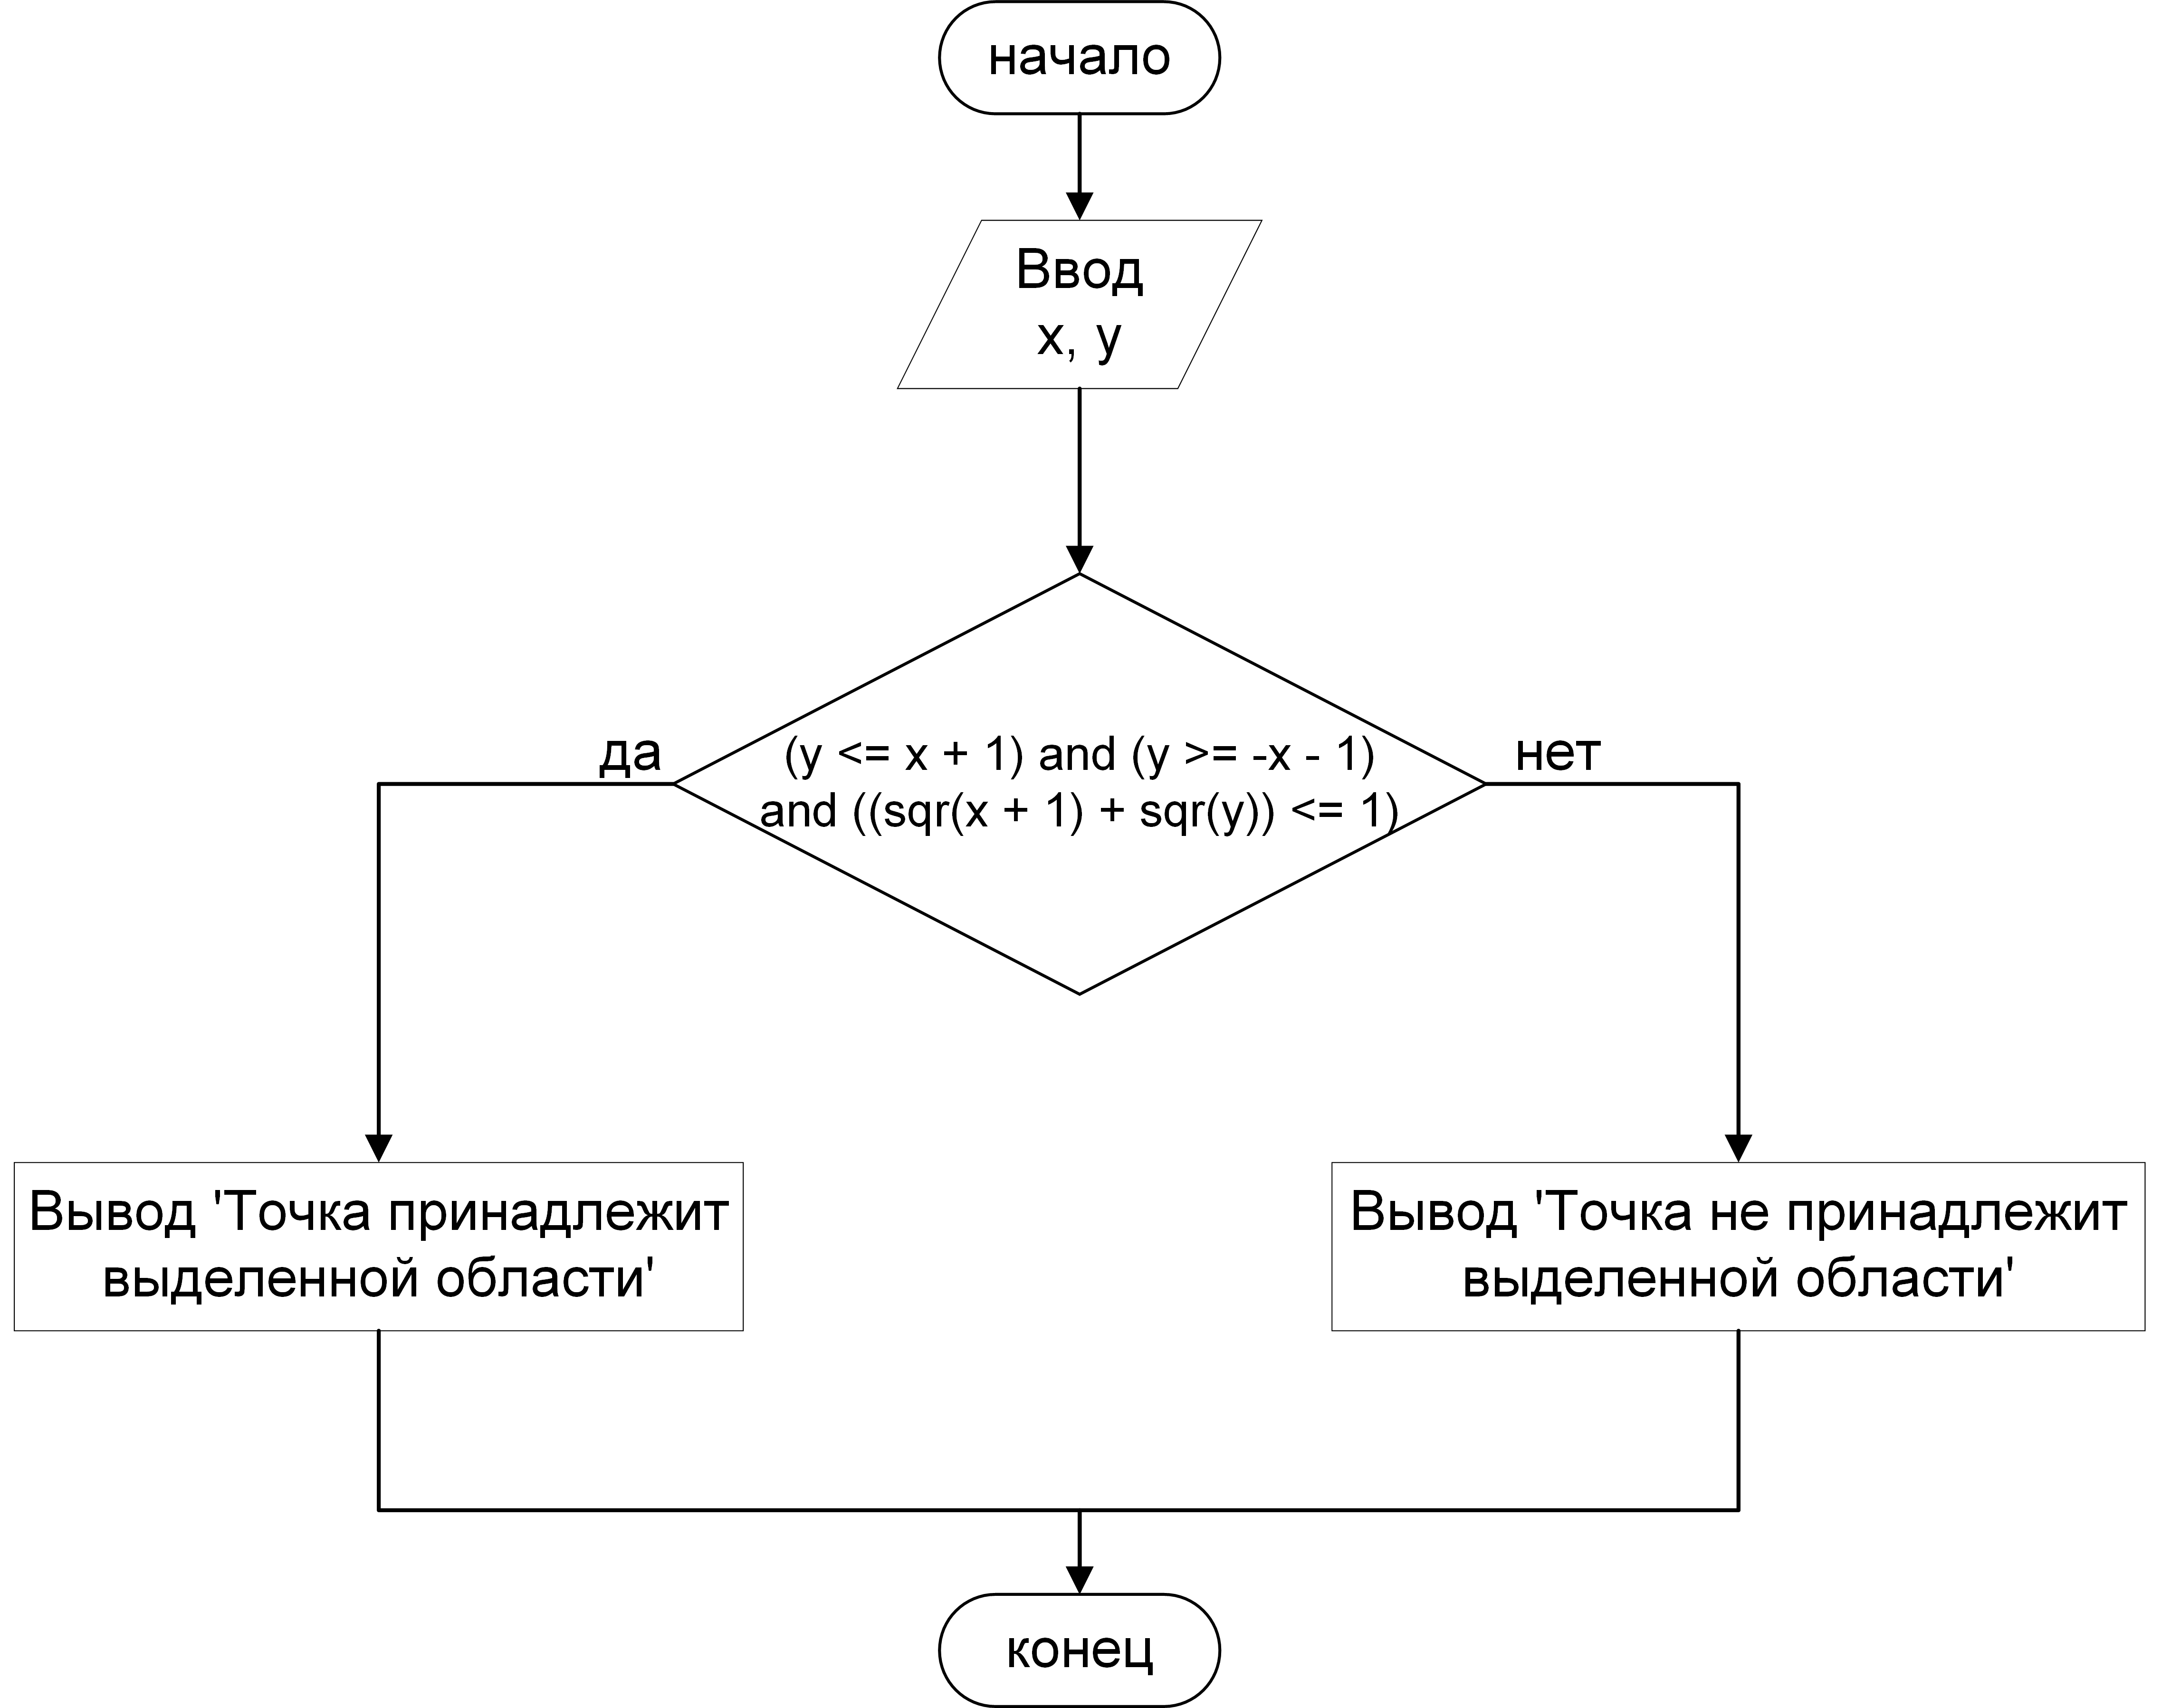 начало
Ввод
x, y
да
(y <= x + 1) and (y >= -x - 1)
and ((sqr(x + 1) + sqr(y)) <= 1)
нет
Вывод 'Точка принадлежит
выделенной области'
Вывод 'Точка не принадлежит
выделенной области'
конец